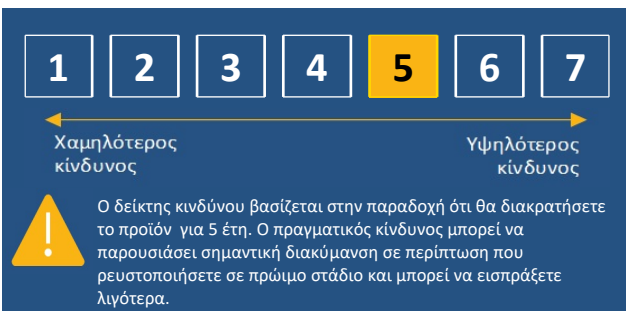 1 2 3 4 5 6 7
Χαμηλότερος Υψηλότερος
κίνδυνος κίνδυνος
Ο δείκτης κινδύνου βασίζεται στην παραδοχή ότι θα διακρατήσετε
το προϊόν για 5 έτη. Ο πραγματικός κίνδυνος μπορεί να
παρουσιάσει σημαντική διακύμανση σε περίπτωση που
ρευστοποιήσετε σε πρώιμο στάδιο και μπορεί να εισπράξετε
λιγότερα.